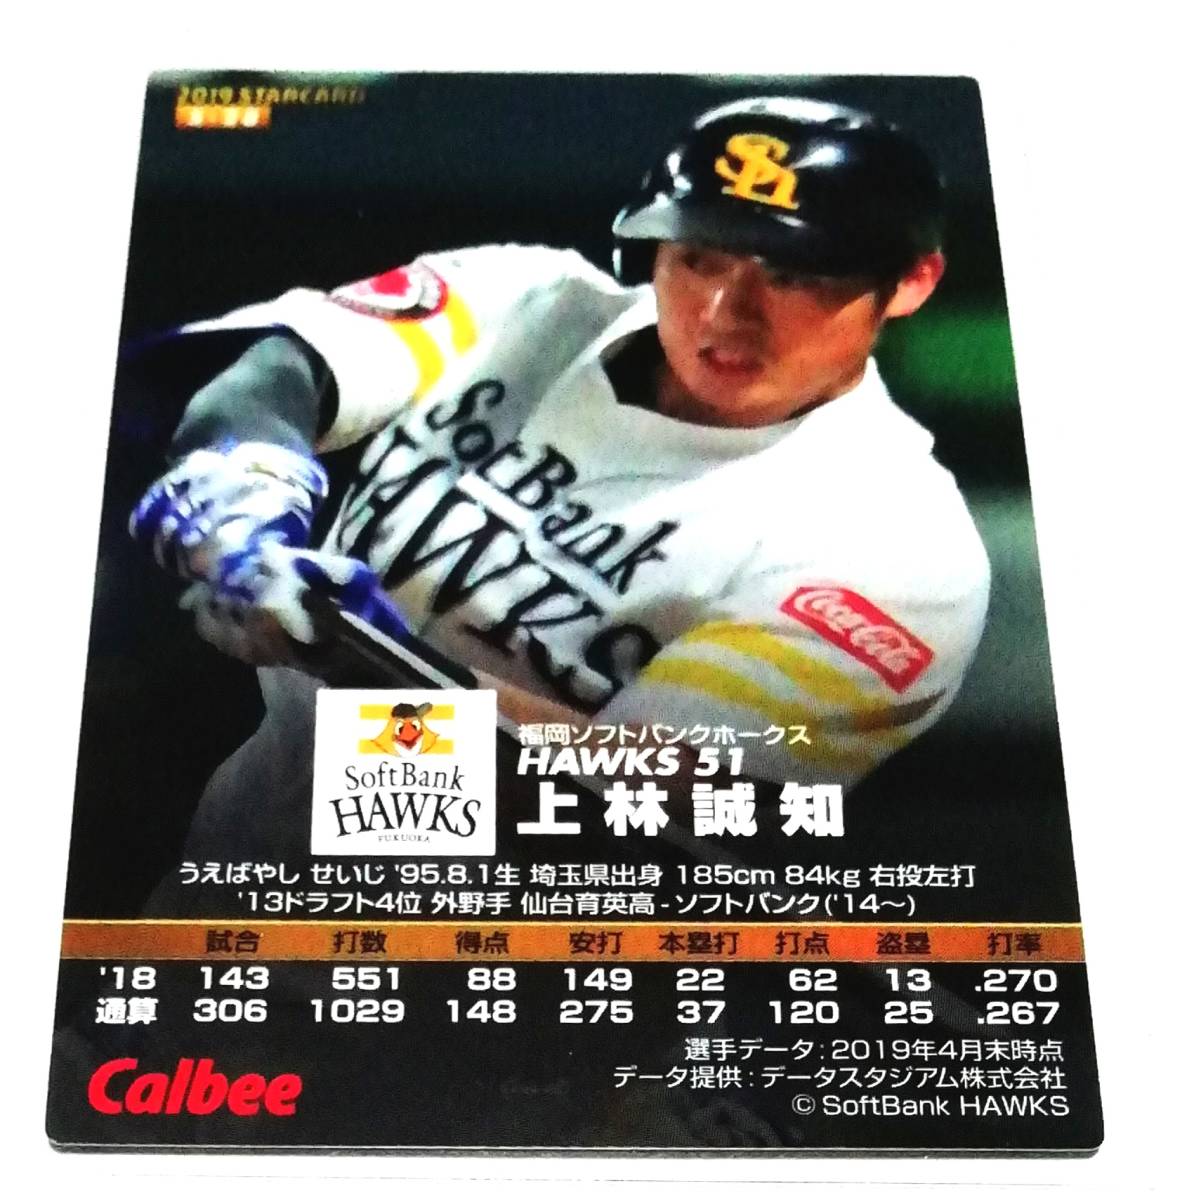 2019 STARCARD
SoftBank
HAWKS
Coca-Cola
福岡ソフトバンクホークス
HAWKS 51
上林誠知
SoftBank
HAWKS
FUKUOKA
うえばやし せいじ '95.8.1生 埼玉県出身 185cm 84kg 右投左打
'13ドラフト4位 外野手 仙台育英高-ソフトバンク('14〜)
試合 打数 得点 安打 本塁打 打点 盗塁 打率
'18 143 551 88 149 22 62 13 .270
通算 306 1029 148 275 37 120 25 .267
選手データ:2019年4月末時点
データ提供:データスタジアム株式会社
© SoftBank HAWKS
Calbee